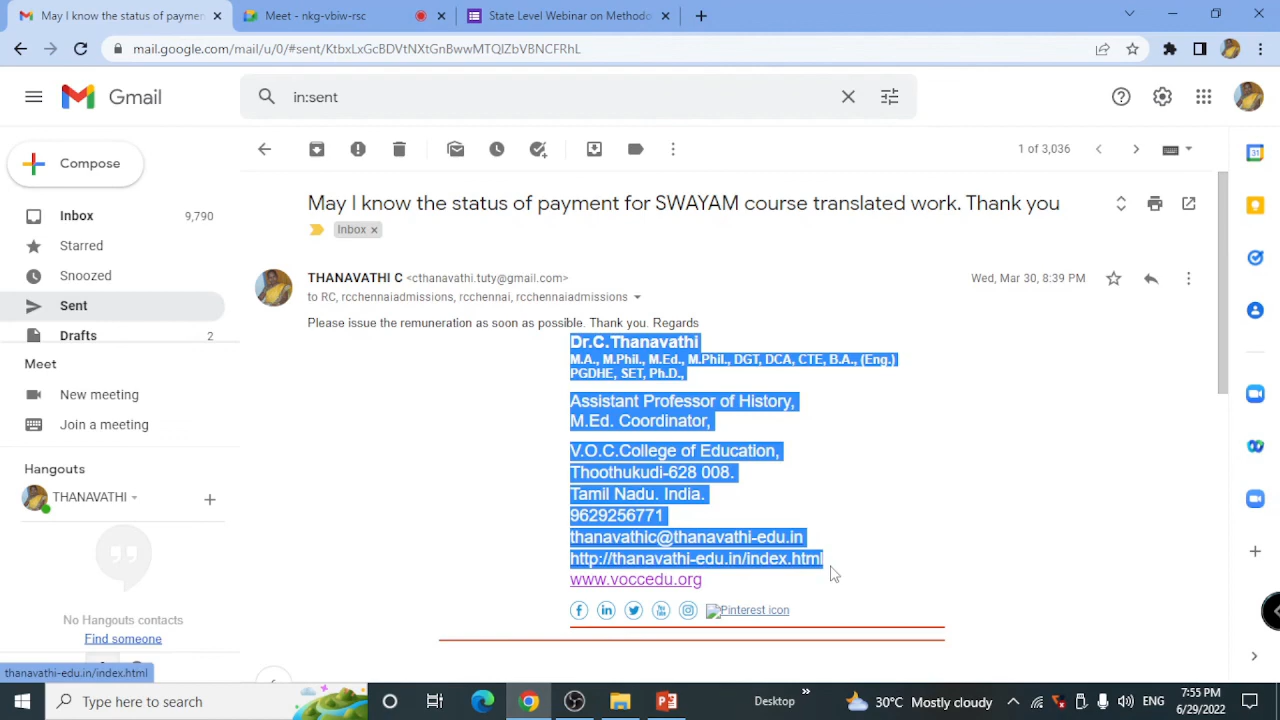 May I know the status of paymen
Meet - nkg-vbiw-rsc
State Level Webinar on Methodo
mail.google.com/mail/u/0/#sent/KtbxLxGcBDVtNXtGnBwwMTQlZbVBNCFRhL
Gmail
in:sent
Compose
1 of 3,036
May I know the status of payment for SWAYAM course translated work. Thank you
Inbox
Inbox 9,790
Starred
Snoozed
Sent
Drafts 2
THANAVATHI C <cthanavathi.tuty@gmail.com>
Wed, Mar 30, 8:39 PM
to RC, rcchennaiadmissions, rcchennai, rcchennaiadmissions
Please issue the remuneration as soon as possible. Thank you. Regards
Dr.C.Thanavathi
M.A., M.Phil., M.Ed., M.Phil., DGT, DCA, CTE, B.A., (Eng.)
PGDHE, SET, Ph.D.,
Assistant Professor of History,
M.Ed. Coordinator,
V.O.C.College of Education,
Thoothukudi-628 008.
Tamil Nadu. India.
9629256771
thanavathic@thanavathi-edu.in
http://thanavathi-edu.in/index.html
www.voccedu.org
Pinterest icon
Meet
New meeting
Join a meeting
Hangouts
THANAVATHI
No Hangouts contacts
Find someone
thanavathi-edu.in/index.html
31
Type here to search
Desktop
30°C Mostly cloudy
ENG
7:55 PM
6/29/2022